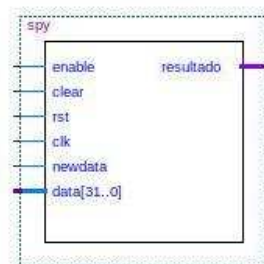 spy
enable resultado
clear
rst
clk
newdata
data[31..0]